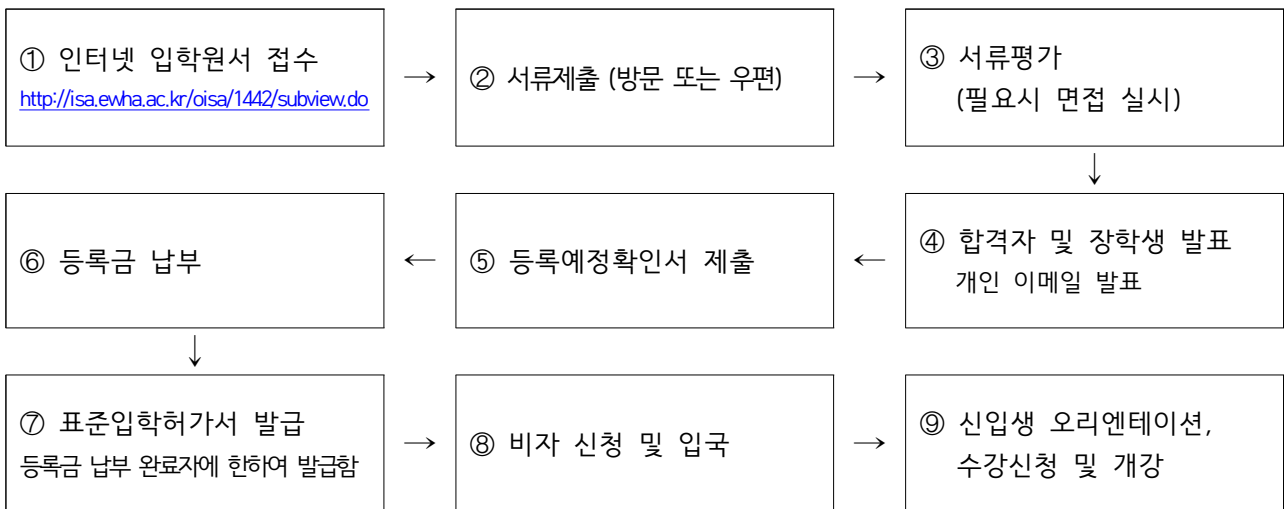 ① 인터넷 입학원서 접수
http://isa.ewha.ac.kr/oisa/1442/subview.do
→
② 서류제출 (방문 또는 우편)
→
③ 서류평가
(필요시 면접 실시)
↓
④ 합격자 및 장학생 발표
개인 이메일 발표
←
⑤ 등록예정확인서 제출
←
⑥ 등록금 납부
↓
⑦ 표준입학허가서 발급
등록금 납부 완료자에 한하여 발급함
→
⑧ 비자 신청 및 입국
→
⑨ 신입생 오리엔테이션,
수강신청 및 개강